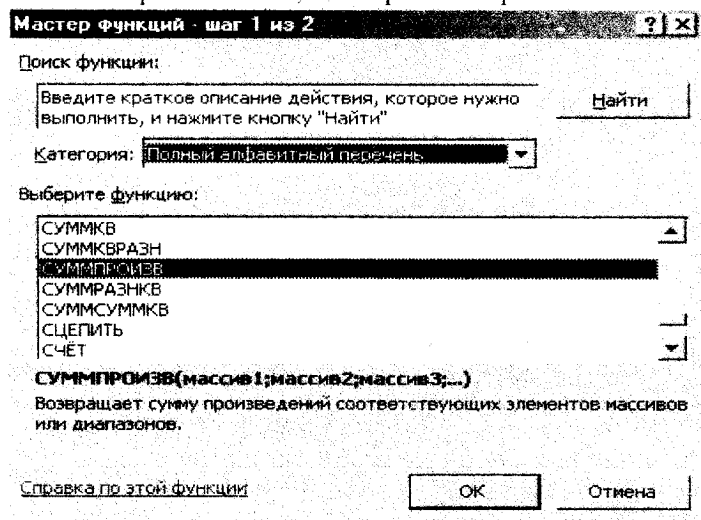 Мастер функций - шаг 1 из 2
Поиск функции:
Введите краткое описание действия, которое нужно
выполнить, и нажмите кнопку "Найти"
Найти
Категория: Полный алфавитный перечень
Выберите функцию:
СУММКВ
СУММКВРАЗН
СУММПРОИЗВ
СУММРАЗНКВ
СУММСУММКВ
СЦЕПИТЬ
СЧЁТ
СУММПРОИЗВ(массив1;массив2;массив3;...)
Возвращает сумму произведений соответствующих элементов массивов
или диапазонов.
Справка по этой функции
ОК
Отмена